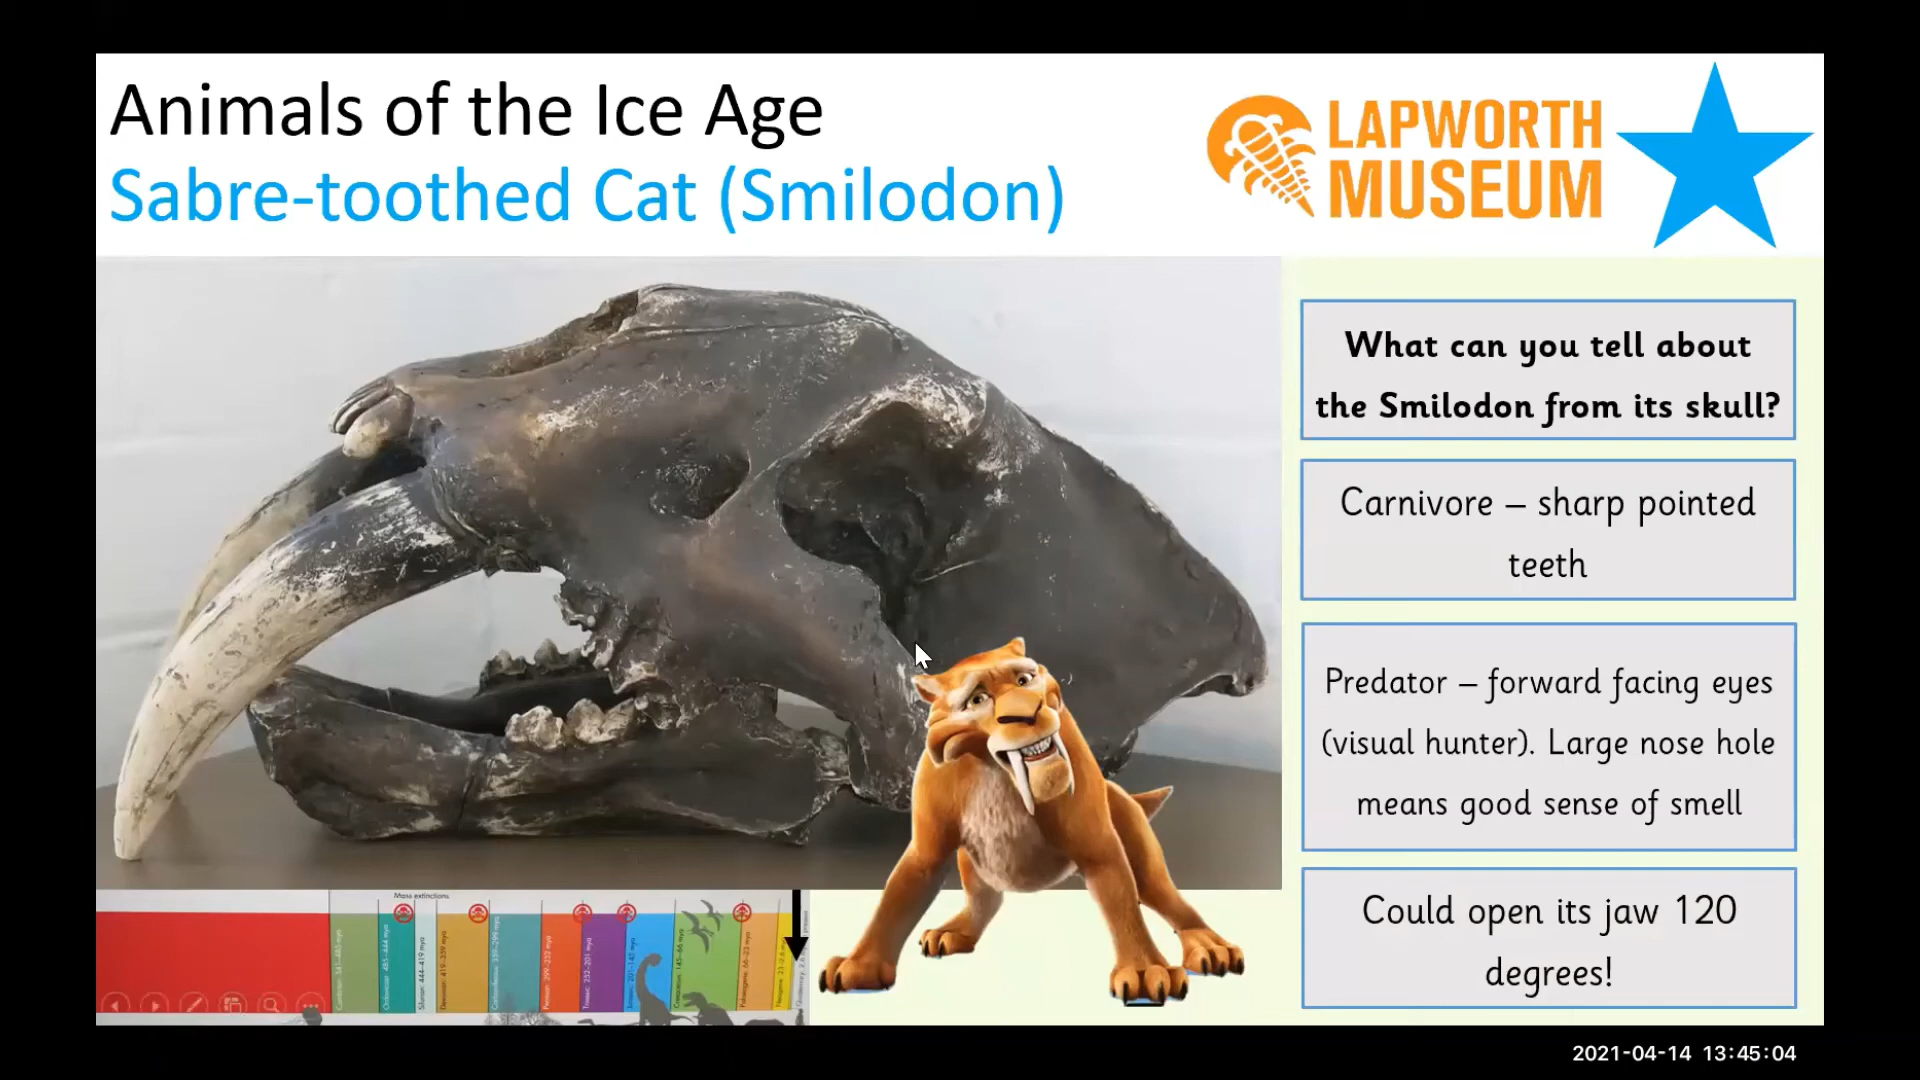 Animals of the Ice Age
Sabre-toothed Cat (Smilodon)
LAPWORTH
MUSEUM
What can you tell about
the Smilodon from its skull?
Carnivore – sharp pointed
teeth
Predator – forward facing eyes
(visual hunter). Large nose hole
means good sense of smell
Could open its jaw 120
degrees!
Mass extinctions
2021-04-14 13:45:04